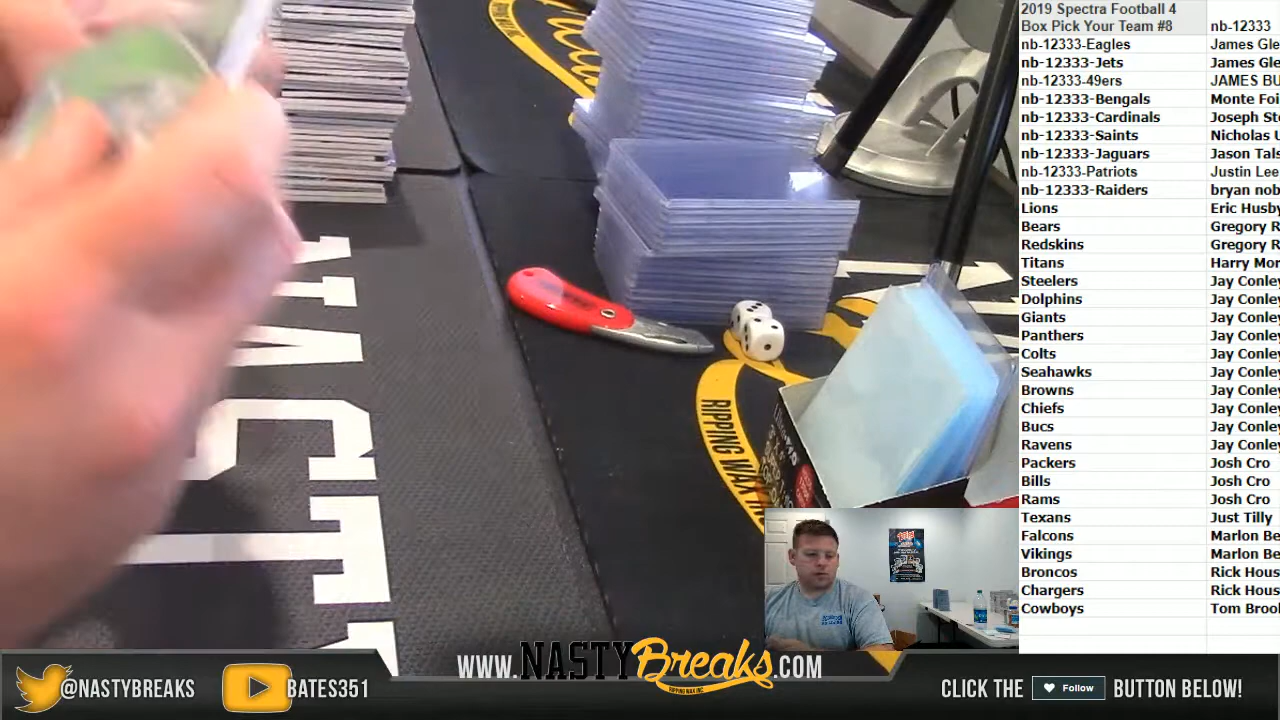 2019 Spectra Football 4
Box Pick Your Team #8 nb-12333
nb-12333-Eagles James Gle
nb-12333-Jets James Gle
nb-12333-49ers JAMES BU
nb-12333-Bengals Monte Foi
nb-12333-Cardinals Joseph Ste
nb-12333-Saints Nicholas
nb-12333-Jaguars Jason Tals
nb-12333-Patriots Justin Lee
nb-12333-Raiders bryan nob
Lions Eric Husby
Bears Gregory R
Redskins Gregory R
Titans Harry Mor
Steelers Jay Conley
Dolphins Jay Conley
Giants Jay Conley
Panthers Jay Conley
Colts Jay Conley
Seahawks Jay Conley
Browns Jay Conley
Chiefs Jay Conley
Bucs Jay Conley
Ravens Jay Conley
Packers Josh Cro
Bills Josh Cro
Rams Josh Cro
Texans Just Tilly
Falcons Marlon Be
Vikings Marlon Be
Broncos Rick Hous
Chargers Rick Hous
Cowboys Tom Broo
NASTY
RIPPING WAX IN
WWW.NASTYBreaks.COM
RIPPING WAX INC
@NASTYBREAKS
BATES351
CLICK THE Follow BUTTON BELOW!